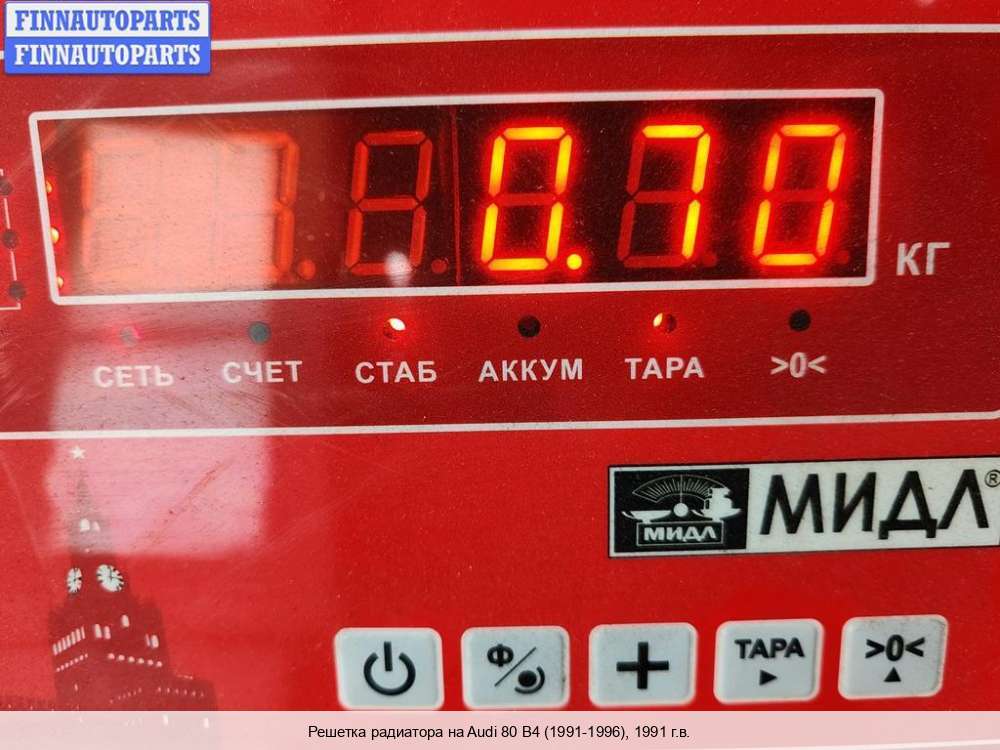 FINNAUTOPARTS
FINNAUTOPARTS
0.70
КГ
СЕТЬ СЧЕТ СТАБ АККУМ ТАРА >0<
МИДЛ МИДЛ®
Ф ТАРА >0<
Решетка радиатора на Audi 80 B4 (1991-1996), 1991 г.в.